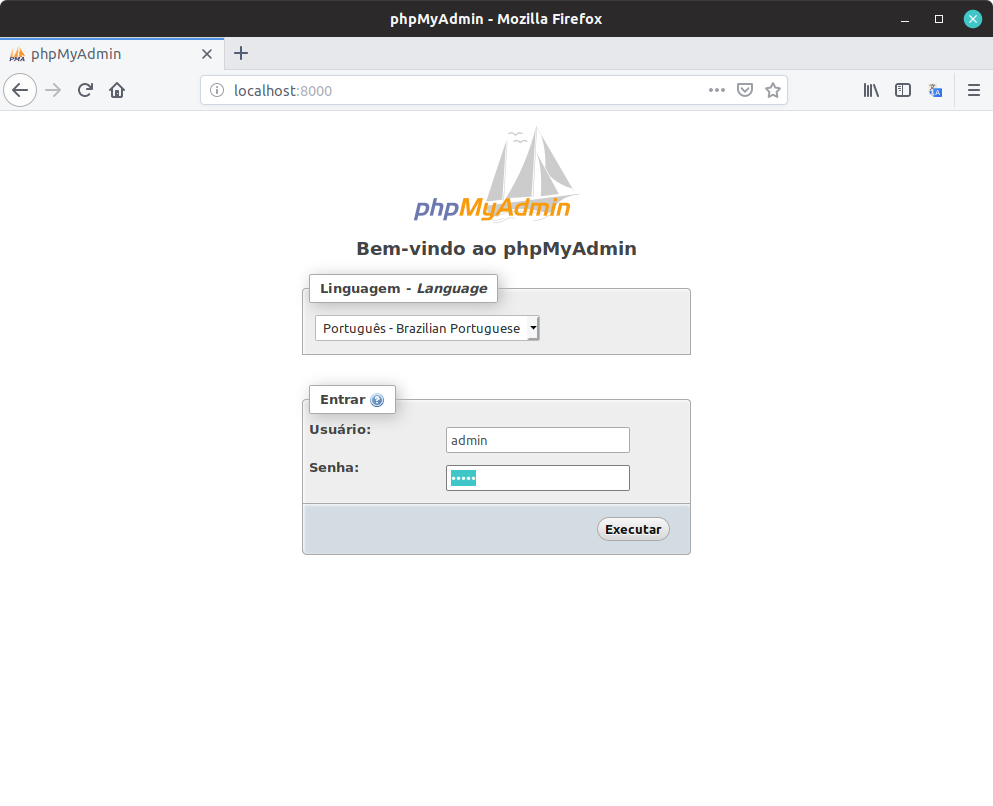 phpMyAdmin - Mozilla Firefox
phpMyAdmin
localhost:8000
phpMyAdmin
Bem-vindo ao phpMyAdmin
Linguagem - Language
Português - Brazilian Portuguese
Entrar
Usuário:
admin
Senha:
•••••
Executar